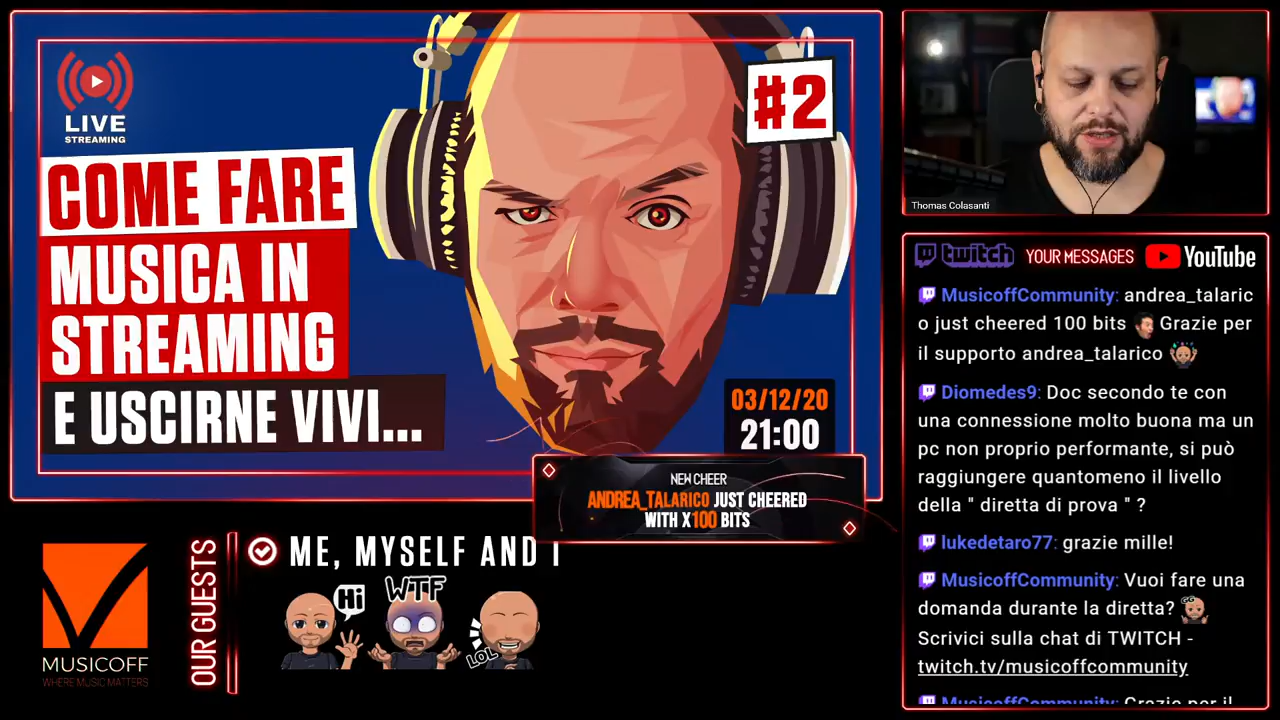 LIVE
STREAMING
#2
COME FARE
MUSICA IN
STREAMING
E USCIRNE VIVI...
03/12/20
21:00
NEW CHEER
ANDREA_TALARICO JUST CHEERED
WITH X100 BITS
MUSICOFF
WHERE MUSIC MATTERS
OUR GUESTS
ME, MYSELF AND I
Hi
WTF
LOL
Thomas Colasanti
twitch YOUR MESSAGES YouTube
MusicoffCommunity: andrea_talaric
o just cheered 100 bits Grazie per
il supporto andrea_talarico
Diomedes9: Doc secondo te con
una connessione molto buona ma un
pc non proprio performante, si può
raggiungere quantomeno il livello
della " diretta di prova " ?
lukedetaro77: grazie mille!
MusicoffCommunity: Vuoi fare una
domanda durante la diretta? GG
Scrivici sulla chat di TWITCH -
twitch.tv/musicoffcommunity
MusicoffCommunity: Grazie per il